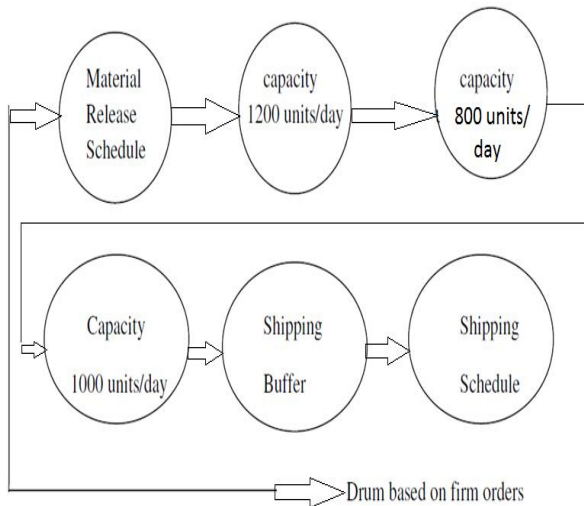 Material
Release
Schedule
capacity
1200 units/day
capacity
800 units/
day
Capacity
1000 units/day
Shipping
Buffer
Shipping
Schedule
Drum based on firm orders